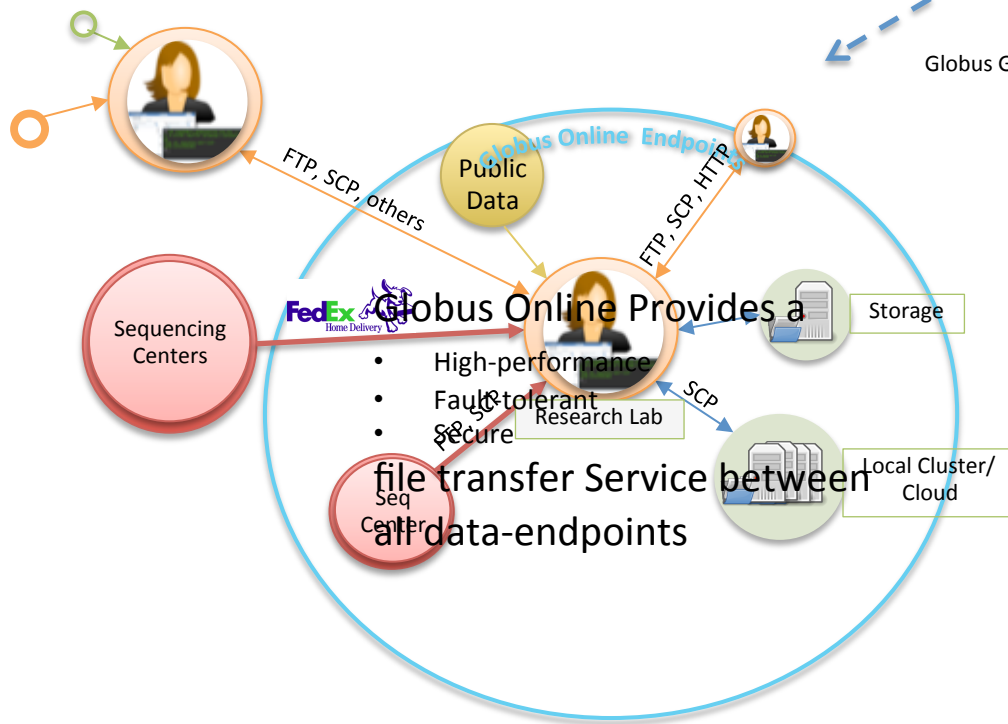 Globus G
Globus Online Endpoints
Public
Data
FTP, SCP, others
FTP, SCP, HTTP
Sequencing
Centers
FedEx
Home Delivery
Globus Online Provides a
• High-performance
• Fault-tolerant
• Secure
file transfer Service between
all data-endpoints
Storage
SCP
Research Lab
FTP, SCP
Seq
Center
Local Cluster/
Cloud